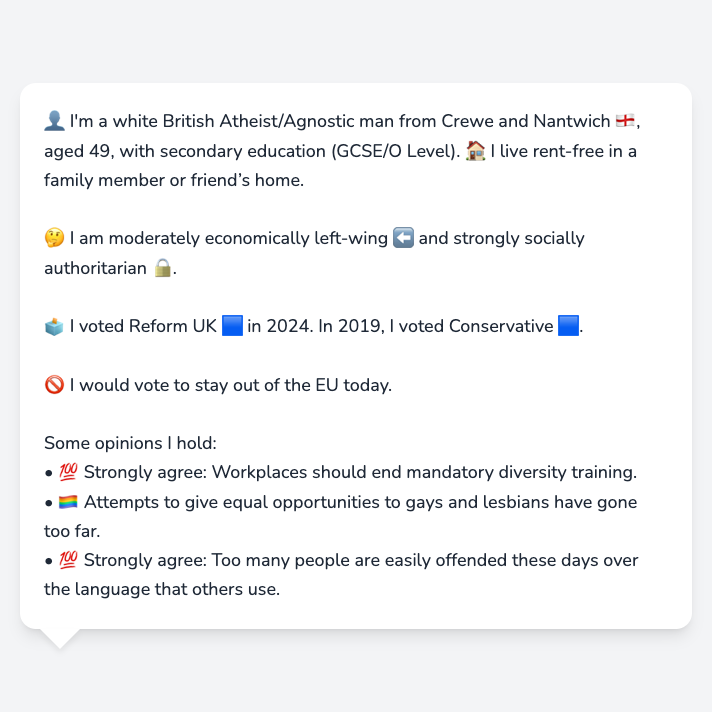 👤 I'm a white British Atheist/Agnostic man from Crewe and Nantwich 🏴󠁧󠁢󠁥󠁮󠁧󠁿,
aged 49, with secondary education (GCSE/O Level). 🏠 I live rent-free in a
family member or friend’s home.
🤔 I am moderately economically left-wing ⬅️ and strongly socially
authoritarian 🔒.
🗳️ I voted Reform UK 🟦 in 2024. In 2019, I voted Conservative 🟦.
🚫 I would vote to stay out of the EU today.
Some opinions I hold:
• 💯 Strongly agree: Workplaces should end mandatory diversity training.
• 🏳️‍🌈 Attempts to give equal opportunities to gays and lesbians have gone
too far.
• 💯 Strongly agree: Too many people are easily offended these days over
the language that others use.